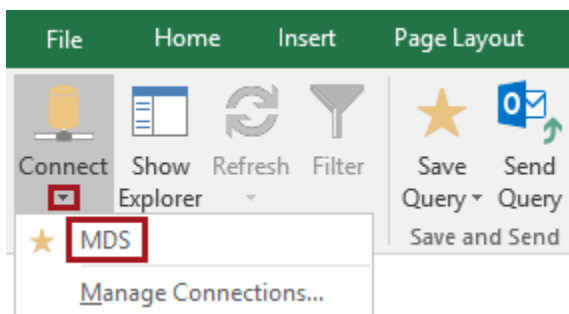 File Home Insert Page Layout
Connect Show Explorer Refresh Filter Save Query Send Query
Save and Send
MDS
Manage Connections...